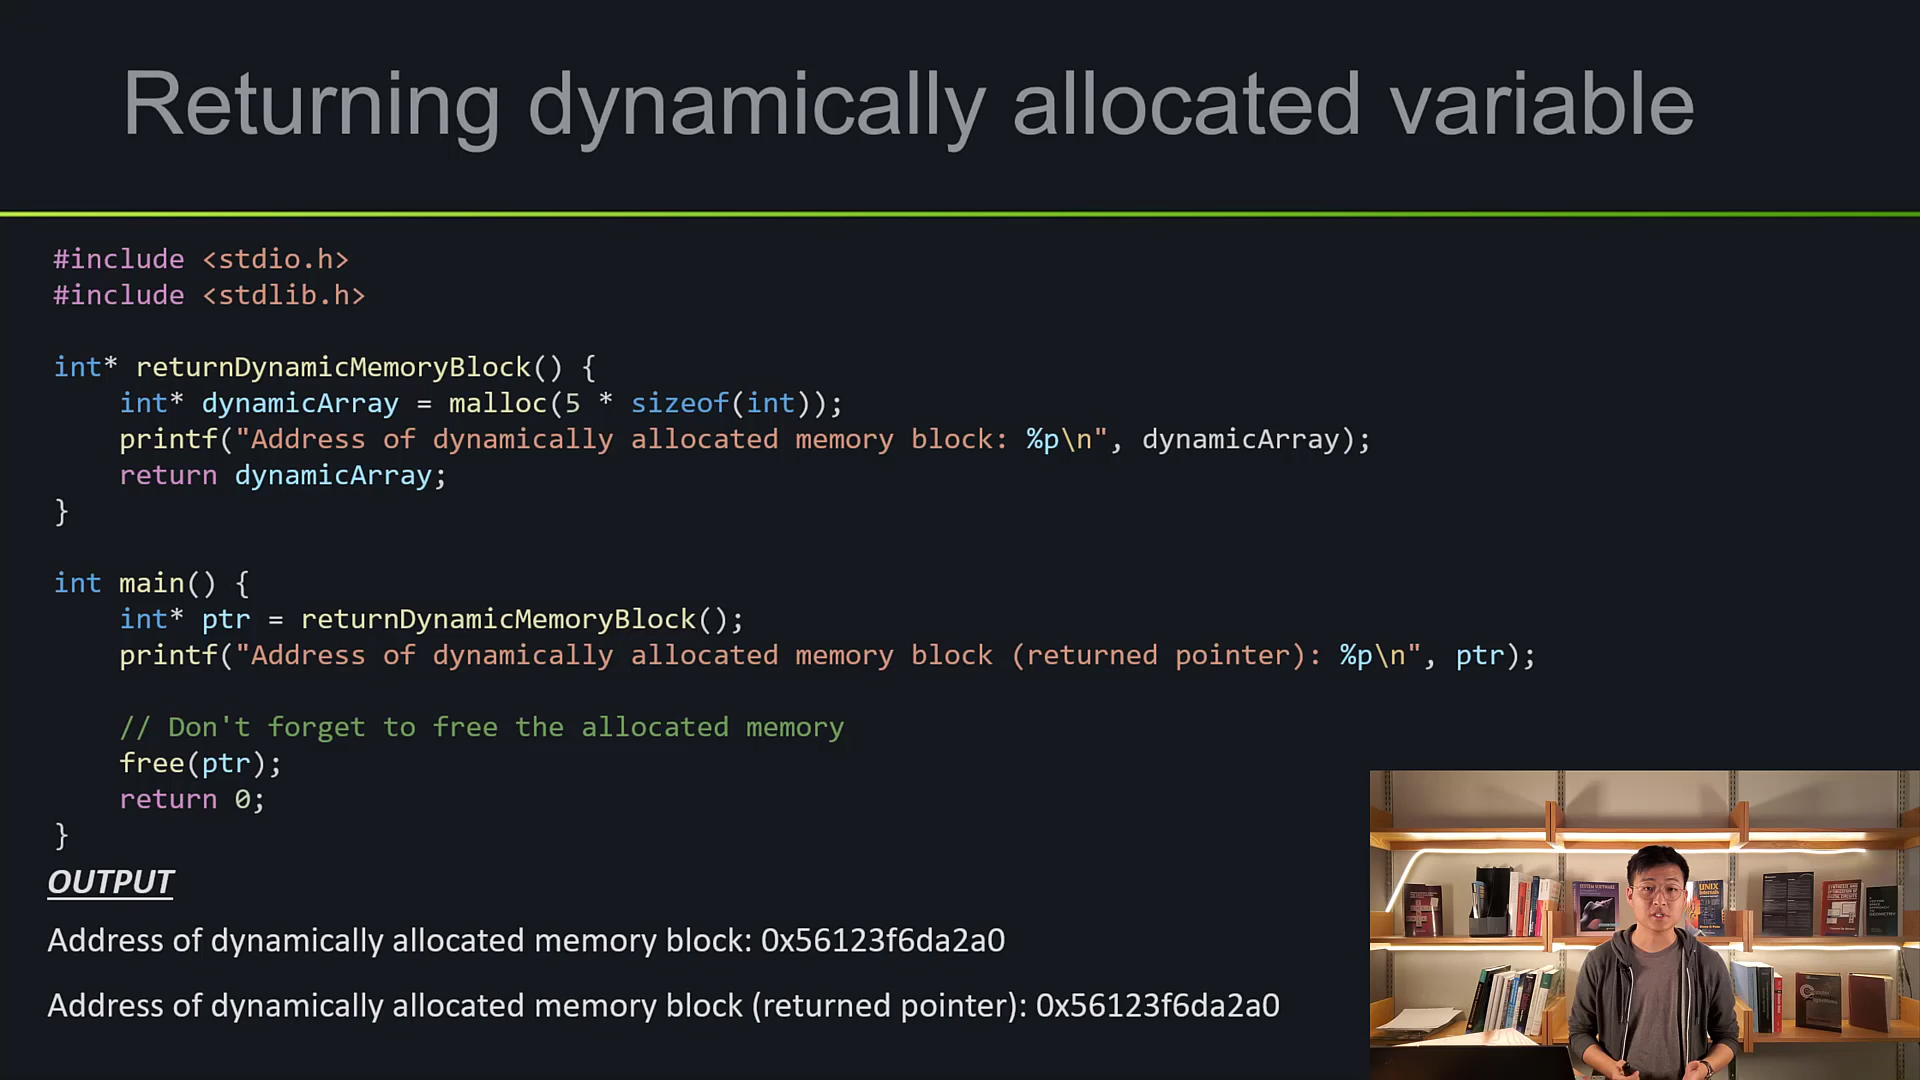 Returning dynamically allocated variable
#include <stdio.h>
#include <stdlib.h>
int* returnDynamicMemoryBlock() {
    int* dynamicArray = malloc(5 * sizeof(int));
    printf("Address of dynamically allocated memory block: %p\n", dynamicArray);
    return dynamicArray;
}
int main() {
    int* ptr = returnDynamicMemoryBlock();
    printf("Address of dynamically allocated memory block (returned pointer): %p\n", ptr);
    // Don't forget to free the allocated memory
    free(ptr);
    return 0;
}
OUTPUT
Address of dynamically allocated memory block: 0x56123f6da2a0
Address of dynamically allocated memory block (returned pointer): 0x56123f6da2a0
SYSTEM SOFTWARE
UNIX